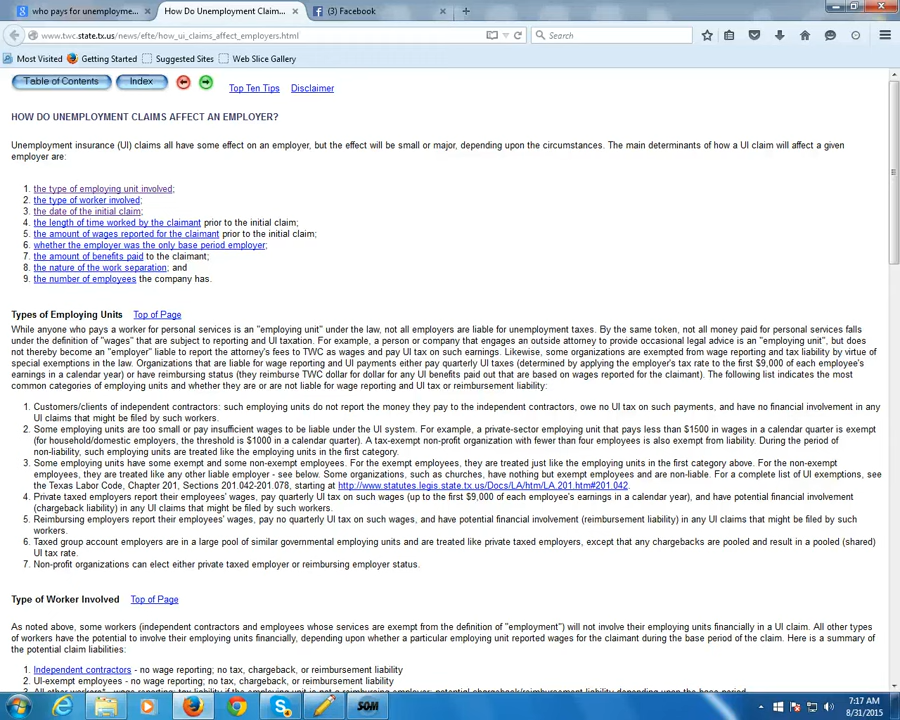 who pays for unemployme...
How Do Unemployment Claim...
(3) Facebook
www.twc.state.tx.us/news/efte/how_ui_claims_affect_employers.html
Search
Most Visited
Getting Started
Suggested Sites
Web Slice Gallery
Table of Contents
Index
Top Ten Tips
Disclaimer
HOW DO UNEMPLOYMENT CLAIMS AFFECT AN EMPLOYER?
Unemployment insurance (UI) claims all have some effect on an employer, but the effect will be small or major, depending upon the circumstances. The main determinants of how a UI claim will affect a given
employer are:
1. the type of employing unit involved;
2. the type of worker involved;
3. the date of the initial claim;
4. the length of time worked by the claimant prior to the initial claim;
5. the amount of wages reported for the claimant prior to the initial claim;
6. whether the employer was the only base period employer;
7. the amount of benefits paid to the claimant;
8. the nature of the work separation; and
9. the number of employees the company has.
Types of Employing Units Top of Page
While anyone who pays a worker for personal services is an "employing unit" under the law, not all employers are liable for unemployment taxes. By the same token, not all money paid for personal services falls
under the definition of "wages" that are subject to reporting and UI taxation. For example, a person or company that engages an outside attorney to provide occasional legal advice is an "employing unit", but does
not thereby become an "employer" liable to report the attorney's fees to TWC as wages and pay UI tax on such earnings. Likewise, some organizations are exempted from wage reporting and tax liability by virtue of
special exemptions in the law. Organizations that are liable for wage reporting and UI payments either pay quarterly UI taxes (determined by applying the employer's tax rate to the first $9,000 of each employee's
earnings in a calendar year) or have reimbursing status (they reimburse TWC dollar for dollar for any UI benefits paid out that are based on wages reported for the claimant). The following list indicates the most
common categories of employing units and whether they are or are not liable for wage reporting and UI tax or reimbursement liability:
1. Customers/clients of independent contractors: such employing units do not report the money they pay to the independent contractors, owe no UI tax on such payments, and have no financial involvement in any
UI claims that might be filed by such workers.
2. Some employing units are too small or pay insufficient wages to be liable under the UI system. For example, a private-sector employing unit that pays less than $1500 in wages in a calendar quarter is exempt
(for household/domestic employers, the threshold is $1000 in a calendar quarter). A tax-exempt non-profit organization with fewer than four employees is also exempt from liability. During the period of
non-liability, such employing units are treated like the employing units in the first category.
3. Some employing units have some exempt and some non-exempt employees. For the exempt employees, they are treated just like the employing units in the first category above. For the non-exempt
employees, they are treated like any other liable employer - see below. Some organizations, such as churches, have nothing but exempt employees and are non-liable. For a complete list of UI exemptions, see
the Texas Labor Code, Chapter 201, Sections 201.042-201.078, starting at http://www.statutes.legis.state.tx.us/Docs/LA/htm/LA.201.htm#201.042.
4. Private taxed employers report their employees' wages, pay quarterly UI tax on such wages (up to the first $9,000 of each employee's earnings in a calendar year), and have potential financial involvement
(chargeback liability) in any UI claims that might be filed by such workers.
5. Reimbursing employers report their employees' wages, pay no quarterly UI tax on such wages, and have potential financial involvement (reimbursement liability) in any UI claims that might be filed by such
workers.
6. Taxed group account employers are in a large pool of similar governmental employing units and are treated like private taxed employers, except that any chargebacks are pooled and result in a pooled (shared)
UI tax rate.
7. Non-profit organizations can elect either private taxed employer or reimbursing employer status.
Type of Worker Involved Top of Page
As noted above, some workers (independent contractors and employees whose services are exempt from the definition of "employment") will not involve their employing units financially in a UI claim. All other types
of workers have the potential to involve their employing units financially, depending upon whether a particular employing unit reported wages for the claimant during the base period of the claim. Here is a summary of
the potential claim liabilities:
1. Independent contractors - no wage reporting; no tax, chargeback, or reimbursement liability
2. UI-exempt employees - no wage reporting; no tax, chargeback, or reimbursement liability
3. All other workers* - wage reporting; tax liability if the employing unit is not a reimbursing employer; potential chargeback/reimbursement liability depending upon whether the employing unit reported wages
SOM
7:17 AM
8/31/2015